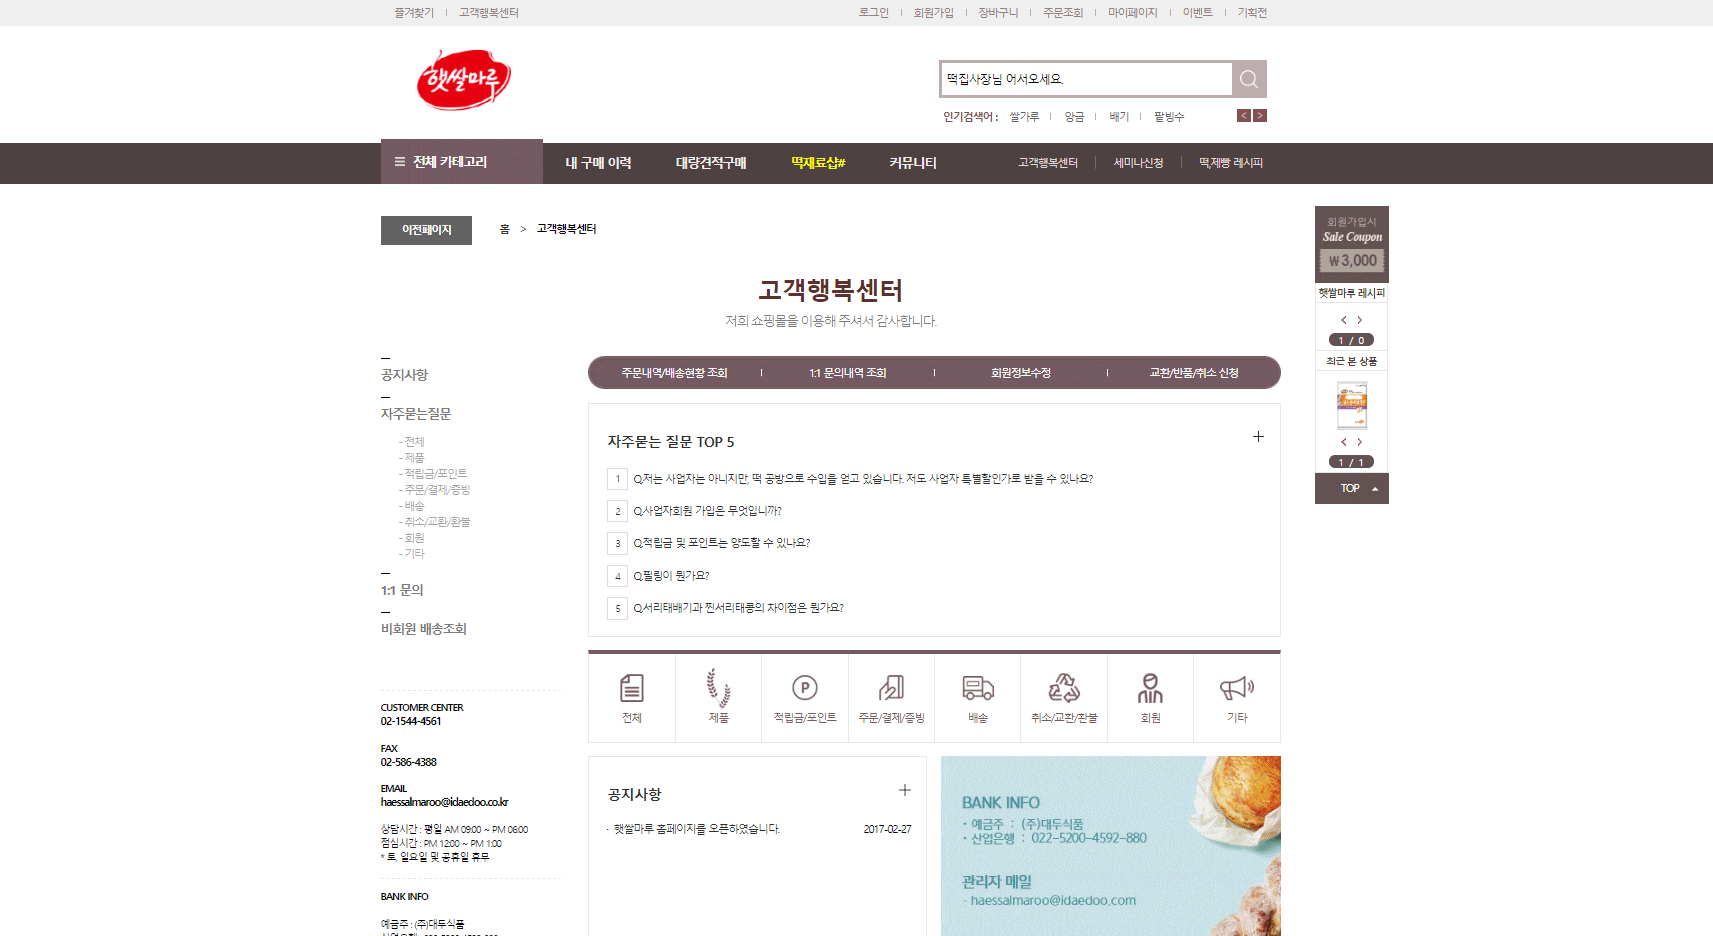 즐겨찾기 고객행복센터 로그인 회원가입 장바구니 주문조회 마이페이지 이벤트 기획전
햇쌀마루
떡집사장님 어서오세요.
인기검색어 : 쌀가루 앙금 배기 팥빙수
전체 카테고리 내 구매 이력 대량견적구매 떡재료샵# 커뮤니티 고객행복센터 세미나신청 떡,제빵 레시피
이전페이지 홈 > 고객행복센터
고객행복센터
저희 쇼핑몰을 이용해 주셔서 감사합니다.
회원가입시
Sale Coupon
₩3,000
햇쌀마루 레시피
< >
1 / 0
최근 본 상품
< >
1 / 1
TOP
공지사항
자주묻는질문
- 전체
- 제품
- 적립금/포인트
- 주문/결제/증빙
- 배송
- 취소/교환/환불
- 회원
- 기타
1:1 문의
비회원 배송조회
CUSTOMER CENTER
02-1544-4561
FAX
02-586-4388
EMAIL
haessalmaroo@idaedoo.co.kr
상담시간 : 평일 AM 09:00 ~ PM 06:00
점심시간 : PM 12:00 ~ PM 1:00
* 토, 일요일 및 공휴일 휴무
BANK INFO
예금주 : (주)대두식품
주문내역/배송현황 조회 1:1 문의내역 조회 회원정보수정 교환/반품/취소 신청
자주묻는 질문 TOP 5
1 Q.저는 사업자는 아니지만, 떡 공방으로 수입을 얻고 있습니다. 저도 사업자 특별할인가로 받을 수 있나요?
2 Q.사업자회원 가입은 무엇입니까?
3 Q.적립금 및 포인트는 양도할 수 있나요?
4 Q.필링이 뭔가요?
5 Q.서리태배기과 찐서리태콩의 차이점은 뭔가요?
전체 제품 적립금/포인트 주문/결제/증빙 배송 취소/교환/환불 회원 기타
공지사항
· 햇쌀마루 홈페이지를 오픈하였습니다. 2017-02-27
BANK INFO
· 예금주 : (주)대두식품
· 산업은행 : 022-5200-4592-880
관리자 메일
· haessalmaroo@idaedoo.com